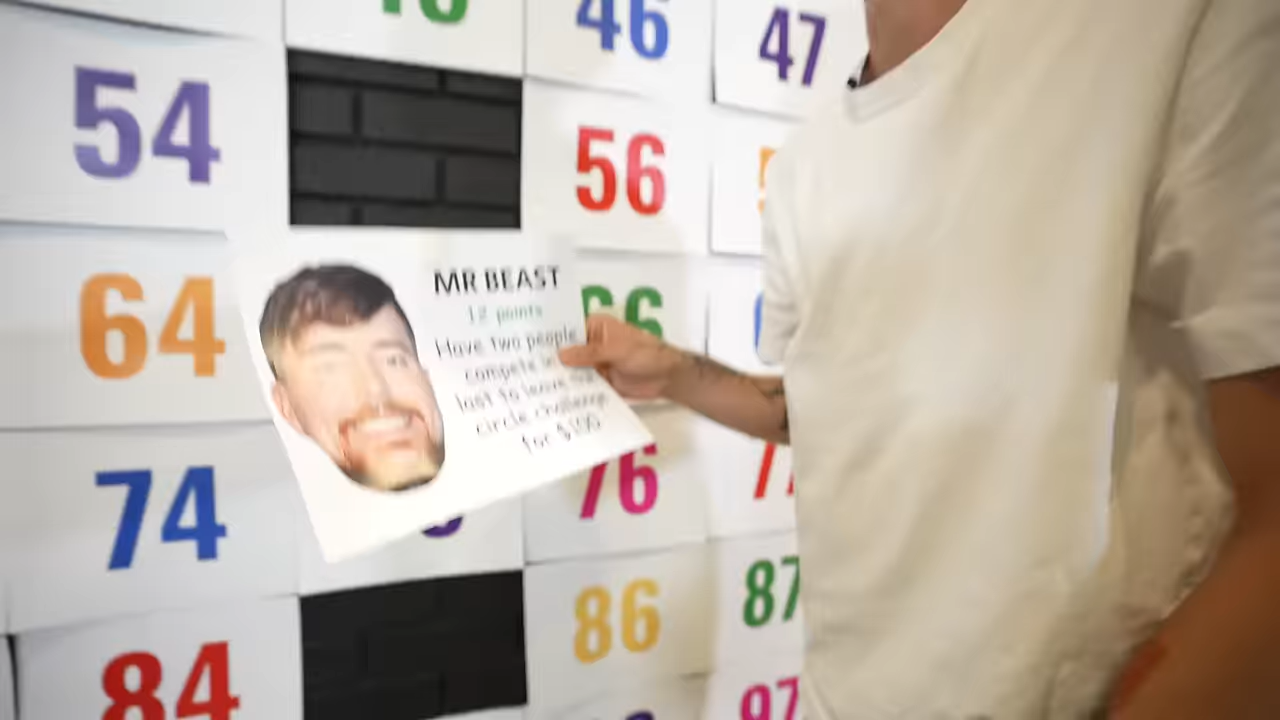 46
47
54
56
MR BEAST
12 points
Have two people
compete in
last to leave the
circle challenge
for $100
64
66
74
76
86
87
84
97